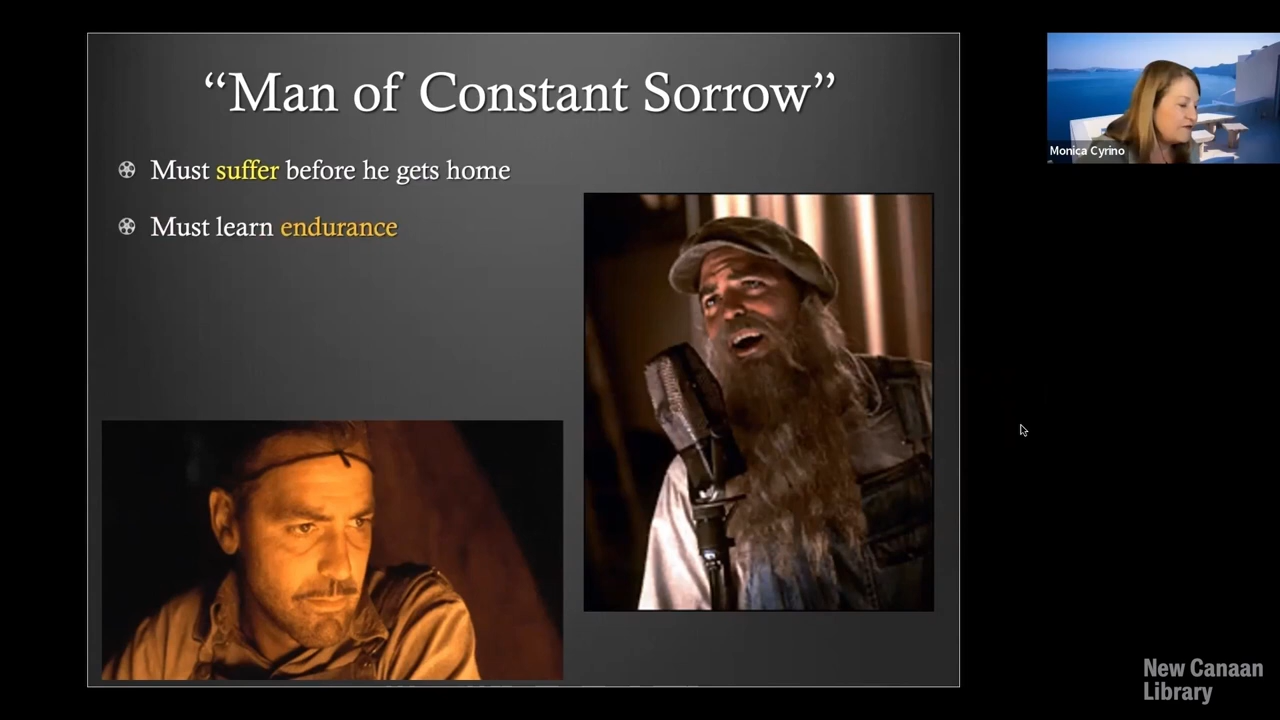 “Man of Constant Sorrow”
Must suffer before he gets home
Must learn endurance
Monica Cyrino
New Canaan
Library